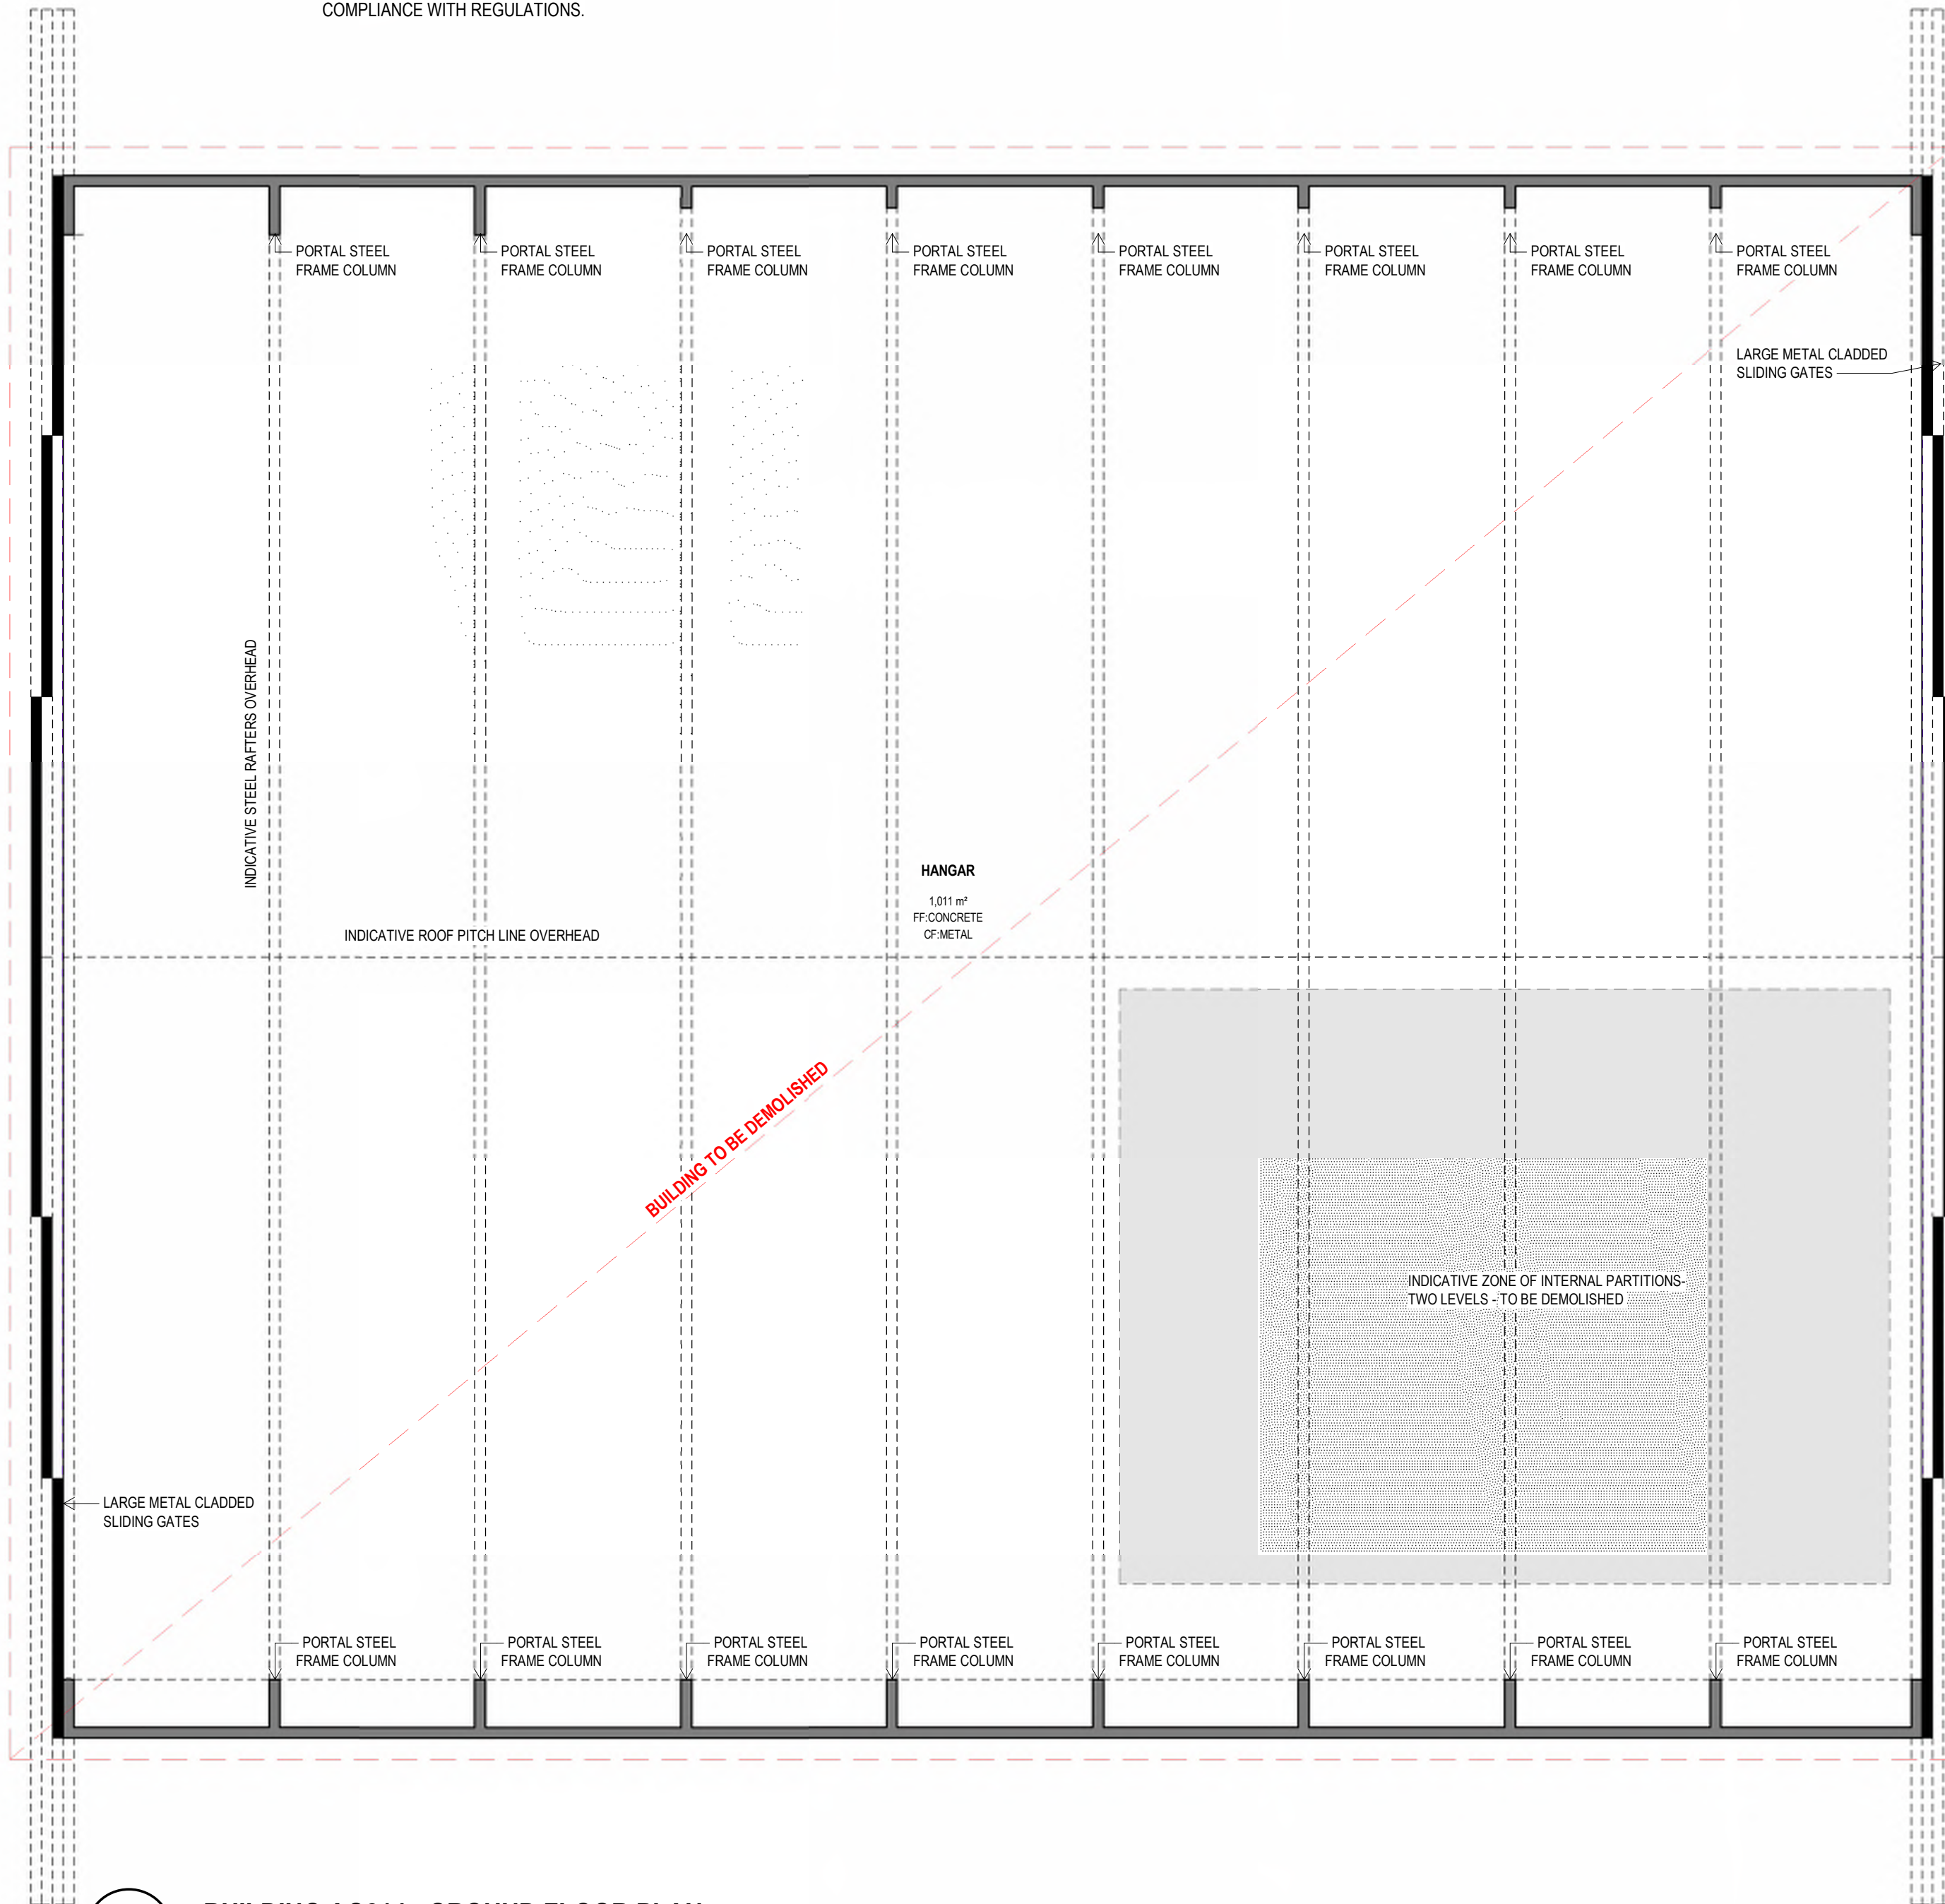 COMPLIANCE WITH REGULATIONS.
PORTAL STEEL
FRAME COLUMN
PORTAL STEEL
FRAME COLUMN
PORTAL STEEL
FRAME COLUMN
PORTAL STEEL
FRAME COLUMN
PORTAL STEEL
FRAME COLUMN
PORTAL STEEL
FRAME COLUMN
PORTAL STEEL
FRAME COLUMN
PORTAL STEEL
FRAME COLUMN
LARGE METAL CLADDED
SLIDING GATES
INDICATIVE STEEL RAFTERS OVERHEAD
HANGAR
1,011 m²
FF:CONCRETE
CF:METAL
INDICATIVE ROOF PITCH LINE OVERHEAD
BUILDING TO BE DEMOLISHED
INDICATIVE ZONE OF INTERNAL PARTITIONS-
TWO LEVELS - TO BE DEMOLISHED
LARGE METAL CLADDED
SLIDING GATES
PORTAL STEEL
FRAME COLUMN
PORTAL STEEL
FRAME COLUMN
PORTAL STEEL
FRAME COLUMN
PORTAL STEEL
FRAME COLUMN
PORTAL STEEL
FRAME COLUMN
PORTAL STEEL
FRAME COLUMN
PORTAL STEEL
FRAME COLUMN
PORTAL STEEL
FRAME COLUMN